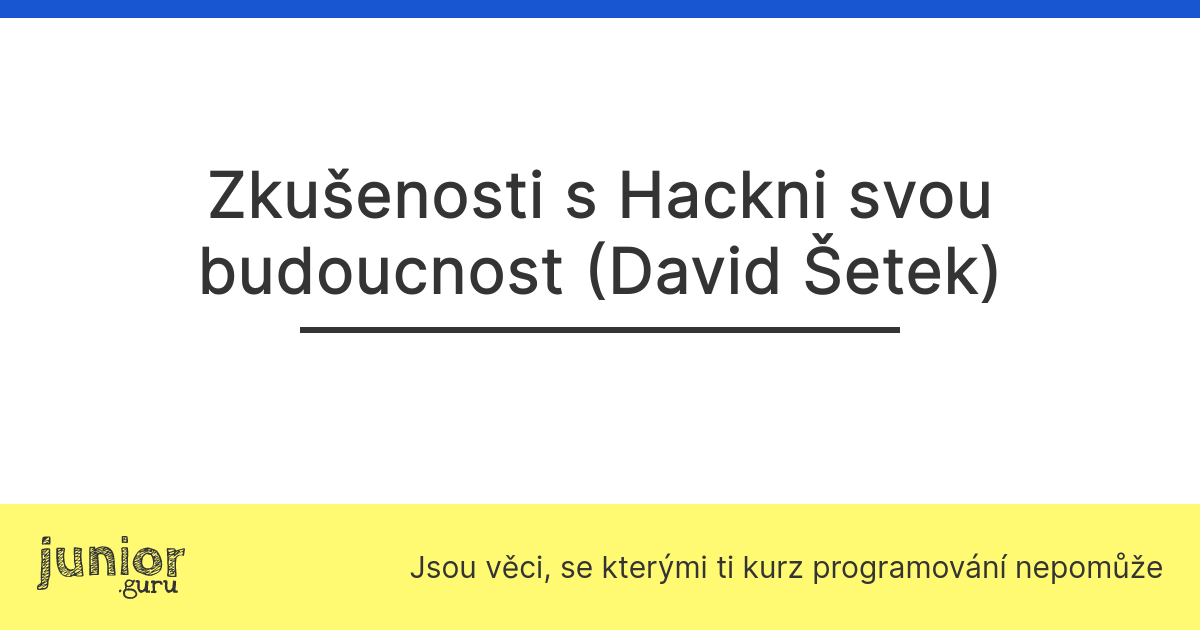 Zkušenosti s Hackni svou
budoucnost (David Šetek)
junior
.guru
Jsou věci, se kterými ti kurz programování nepomůže